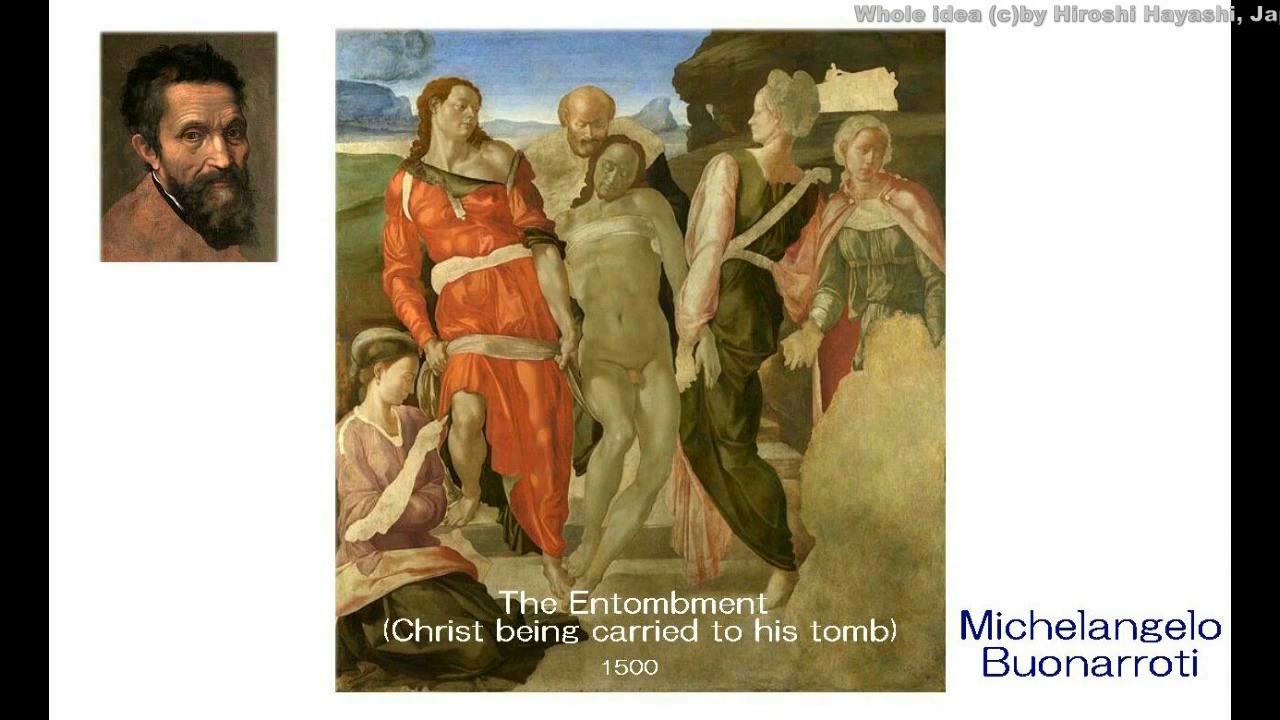 Whole idea (c)by Hiroshi Hayashi, Ja
The Entombment
(Christ being carried to his tomb)
1500
Michelangelo
Buonarroti